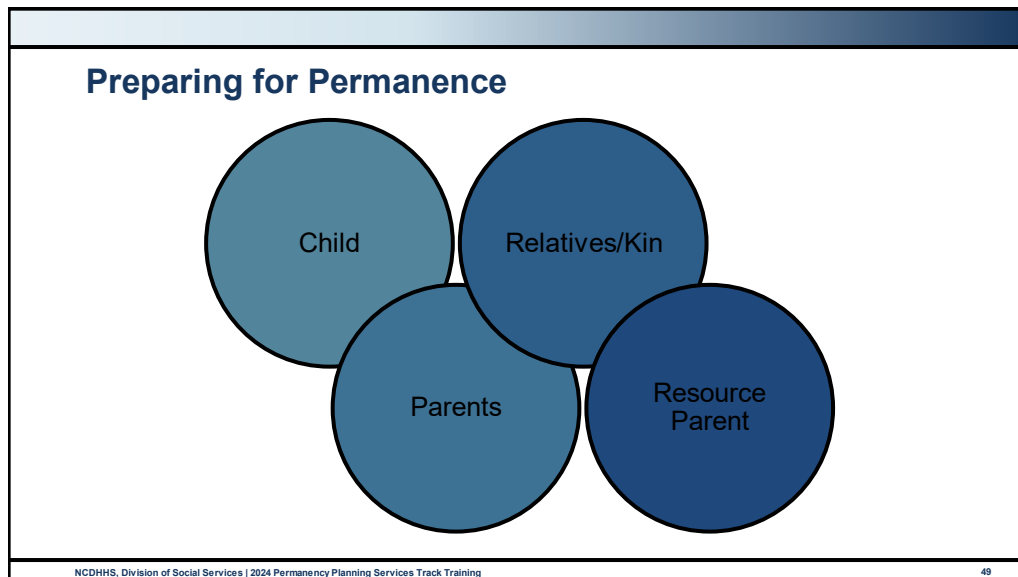 Preparing for Permanence
Child
Relatives/Kin
Parents
Resource
Parent
NCDHHS, Division of Social Services | 2024 Permanency Planning Services Track Training
49